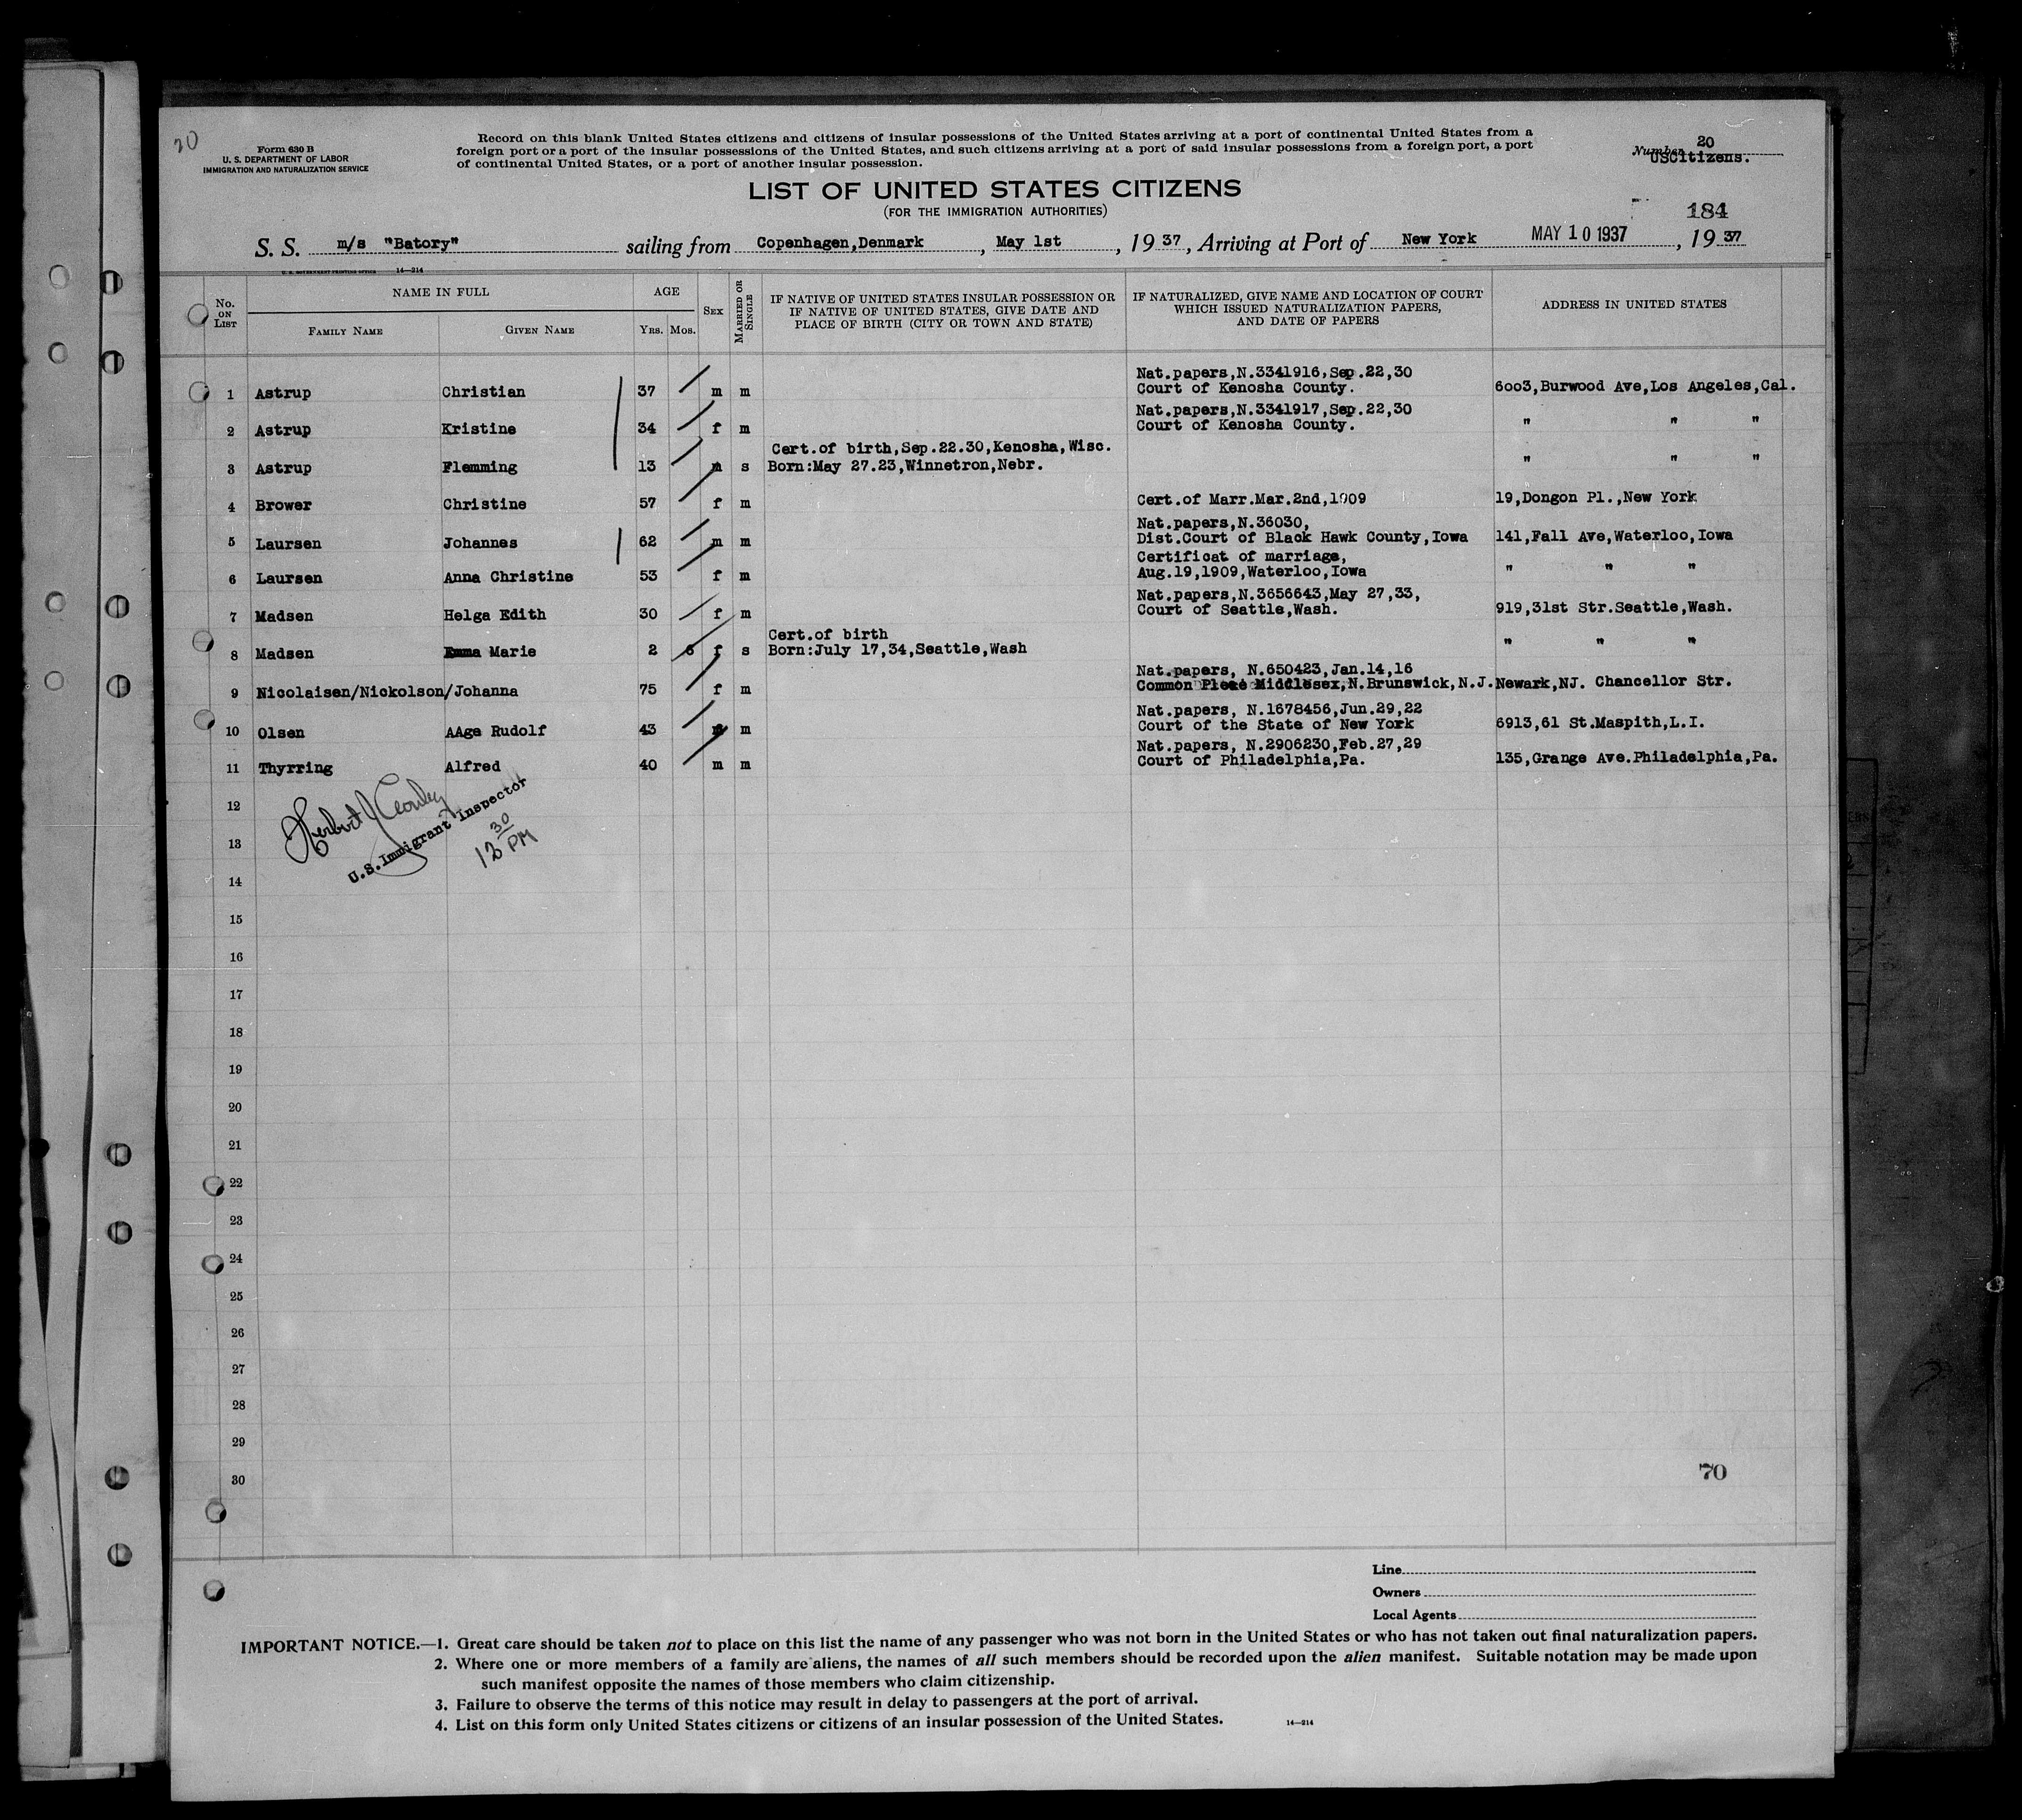 20
Form 630 B
U. S. DEPARTMENT OF LABOR
IMMIGRATION AND NATURALIZATION SERVICE
Record on this blank United States citizens and citizens of insular possessions of the United States arriving at a port of continental United States from a
foreign port or a port of the insular possessions of the United States, and such citizens arriving at a port of said insular possessions from a foreign port, a port
of continental United States, or a port of another insular possession.
20
Number USCitizens.
LIST OF UNITED STATES CITIZENS
(FOR THE IMMIGRATION AUTHORITIES)
184
S. S. m/s "Batory" sailing from Copenhagen,Denmark , May 1st , 19 37 , Arriving at Port of New York MAY 10 1937 , 19 37
U. S. GOVERNMENT PRINTING OFFICE 14—214
No. ON LIST
NAME IN FULL
FAMILY NAME
GIVEN NAME
AGE
YRS. MOS.
SEX
MARRIED OR SINGLE
IF NATIVE OF UNITED STATES INSULAR POSSESSION OR
IF NATIVE OF UNITED STATES, GIVE DATE AND
PLACE OF BIRTH (CITY OR TOWN AND STATE)
IF NATURALIZED, GIVE NAME AND LOCATION OF COURT
WHICH ISSUED NATURALIZATION PAPERS,
AND DATE OF PAPERS
ADDRESS IN UNITED STATES
Nat.papers,N.3341916,Sep.22,30
1 Astrup Christian 37 m m Court of Kenosha County. 6003,Burwood Ave,Los Angeles,Cal.
Nat.papers,N.3341917,Sep.22,30
2 Astrup Kristine 34 f m Court of Kenosha County. " " "
Cert.of birth,Sep.22.30,Kenosha,Wisc.
3 Astrup Flemming 13 m s Born:May 27.23,Winnetron,Nebr. " " "
4 Brower Christine 57 f m Cert.of Marr.Mar.2nd,1909 19,Dongon Pl.,New York
Nat.papers,N.36030,
5 Laursen Johannes 62 m m Dist.Court of Black Hawk County,Iowa 141,Fall Ave,Waterloo,Iowa
Certificat of marriage,
6 Laursen Anna Christine 53 f m Aug.19,1909,Waterloo,Iowa " " "
Nat.papers,N.3656643,May 27,33,
7 Madsen Helga Edith 30 f m Court of Seattle,Wash. 919,31st Str.Seattle,Wash.
Cert.of birth
8 Madsen Emma Marie 2 6 f s Born:July 17,34,Seattle,Wash " " "
Nat.papers, N.650423,Jan.14,16
9 Nicolaisen/Nickolson/Johanna 75 f m Common Middlesex,N.Brunswick,N.J. Newark,NJ. Chancellor Str.
Nat.papers, N.1678456,Jun.29,22
10 Olsen AAge Rudolf 43 m Court of the State of New York 6913,61 St.Maspith,L.I.
Nat.papers, N.2906230,Feb.27,29
11 Thyrring Alfred 40 m m Court of Philadelphia,Pa. 135,Grange Ave.Philadelphia,Pa.
12
Herbert J
U.S.Immigrant Inspector
13
12 30 PM
14
15
16
17
18
19
20
21
22
23
24
25
26
27
28
29
30
70
Line
Owners
Local Agents
IMPORTANT NOTICE.—1. Great care should be taken not to place on this list the name of any passenger who was not born in the United States or who has not taken out final naturalization papers.
2. Where one or more members of a family are aliens, the names of all such members should be recorded upon the alien manifest. Suitable notation may be made upon
such manifest opposite the names of those members who claim citizenship.
3. Failure to observe the terms of this notice may result in delay to passengers at the port of arrival.
4. List on this form only United States citizens or citizens of an insular possession of the United States.
14—214